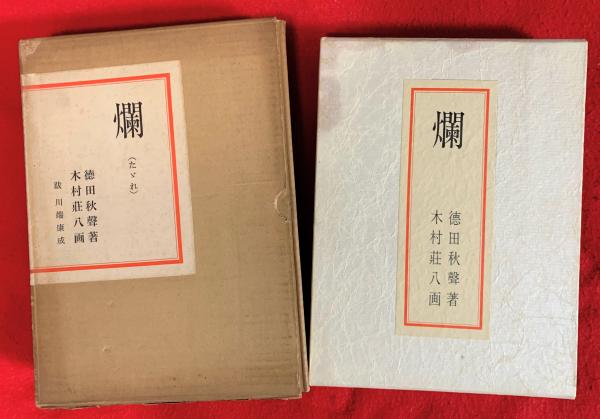 爛
（たゞれ）
徳田秋聲著
木村荘八画
跋 川端康成
爛
徳田秋聲著
木村荘八画